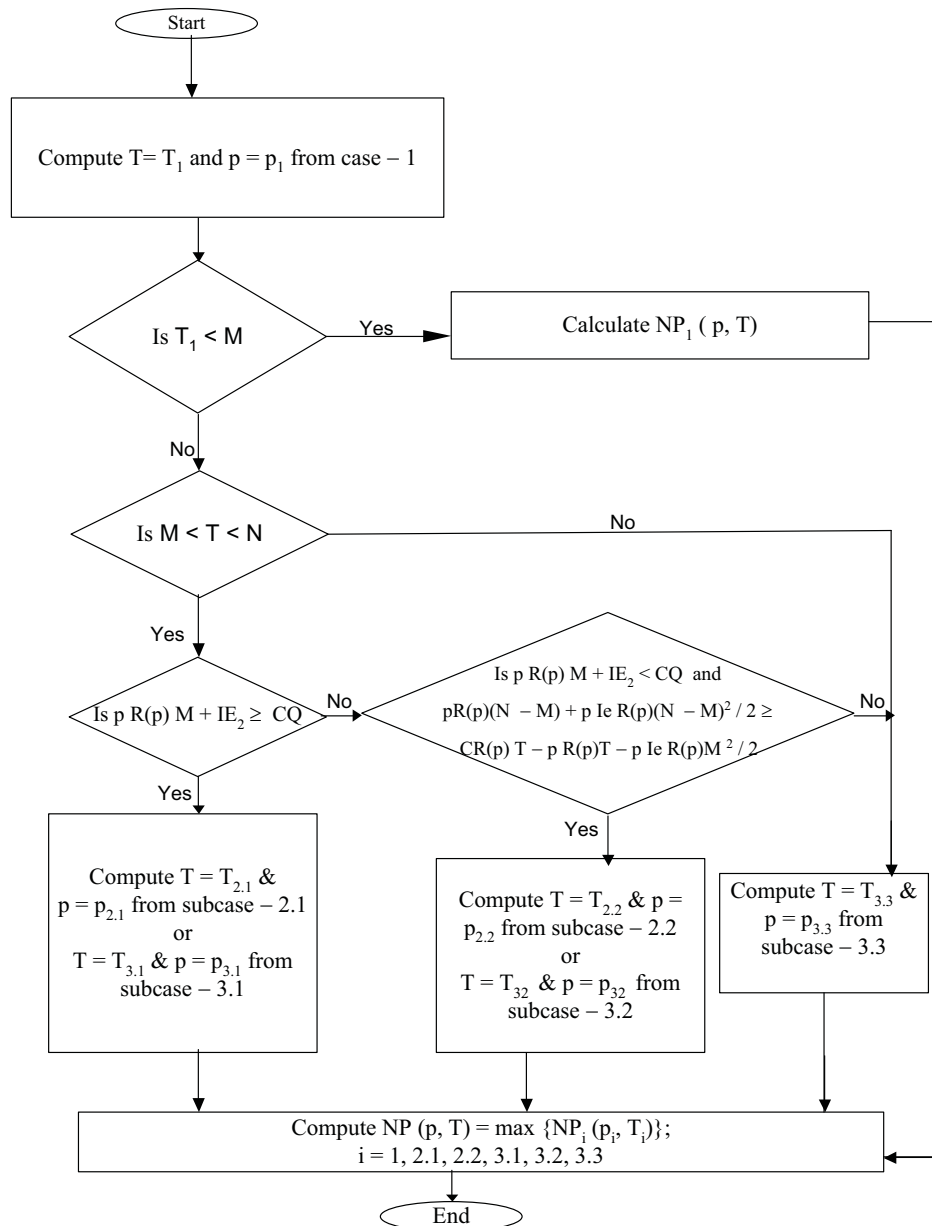 Start
Compute T= T₁ and p = p₁ from case – 1
Is T₁ < M
Yes
Calculate NP₁ ( p, T)
No
Is M < T < N
No
Yes
Is p R(p) M + IE₂ ≥ CQ
No
Is p R(p) M + IE₂ < CQ and
pR(p)(N – M) + p Ie R(p)(N – M)² / 2 ≥
CR(p) T – p R(p)T – p Ie R(p)M ² / 2
No
Yes
Yes
Compute T = T₂.₁ &
p = p₂.₁ from subcase – 2.1
or
T = T₃.₁ & p = p₃.₁ from
subcase – 3.1
Compute T = T₂.₂ & p =
p₂.₂ from subcase – 2.2
or
T = T₃₂ & p = p₃₂ from
subcase – 3.2
Compute T = T₃.₃ &
p = p₃.₃ from
subcase – 3.3
Compute NP (p, T) = max {NPᵢ (pᵢ, Tᵢ)};
i = 1, 2.1, 2.2, 3.1, 3.2, 3.3
End